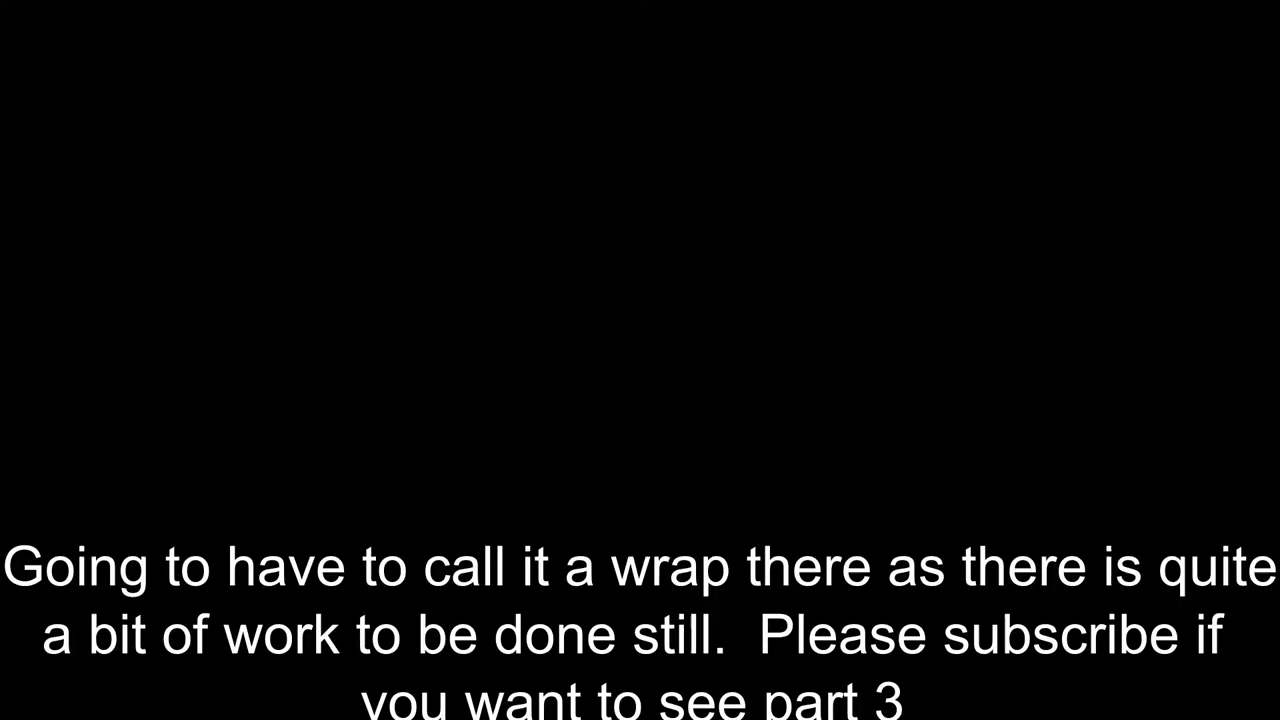 Going to have to call it a wrap there as there is quite
a bit of work to be done still.  Please subscribe if
you want to see part 3